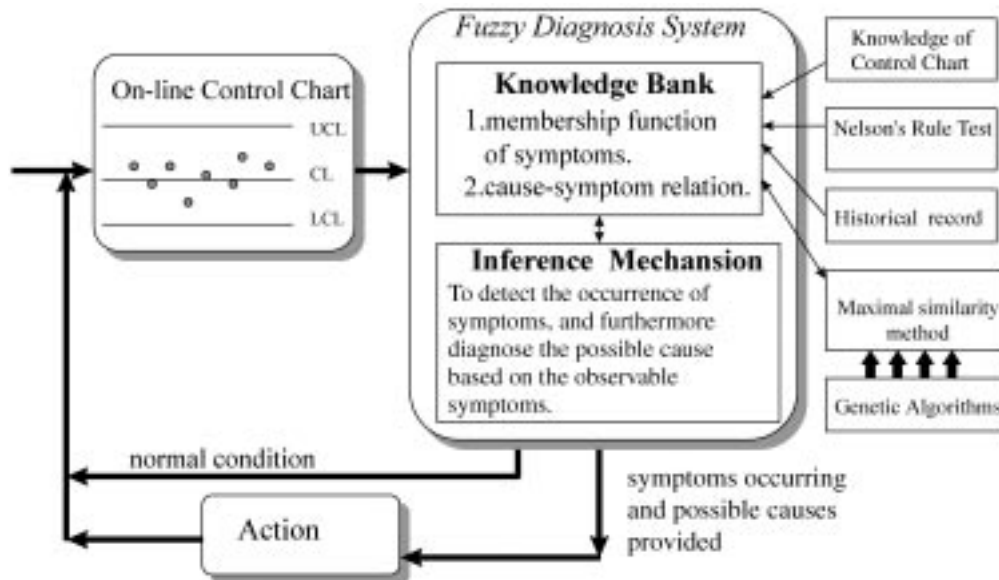 Fuzzy Diagnosis System
On-line Control Chart
UCL
CL
LCL
Knowledge Bank
1.membership function
of symptoms.
2.cause-symptom relation.
Inference Mechansion
To detect the occurrence of
symptoms, and furthermore
diagnose the possible cause
based on the observable
symptoms.
Knowledge of
Control Chart
Nelson's Rule Test
Historical record
Maximal similarity
method
Genetic Algorithms
normal condition
Action
symptoms occurring
and possible causes
provided